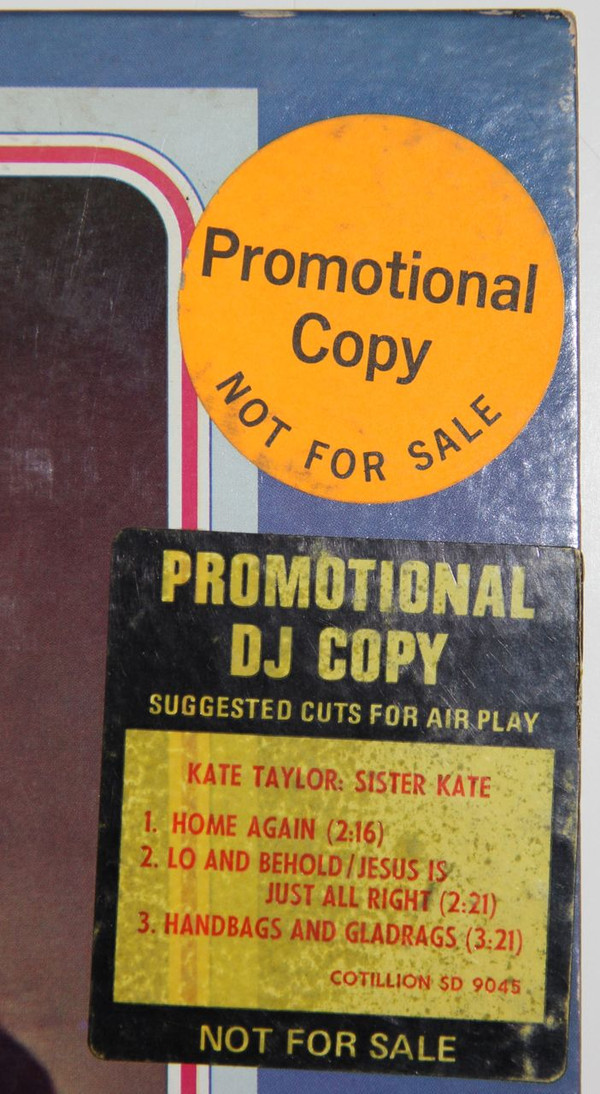 Promotional
Copy
NOT FOR SALE
PROMOTIONAL
DJ COPY
SUGGESTED CUTS FOR AIR PLAY
KATE TAYLOR: SISTER KATE
1. HOME AGAIN (2:16)
2. LO AND BEHOLD/JESUS IS
JUST ALL RIGHT (2:21)
3. HANDBAGS AND GLADRAGS (3:21)
COTILLION SD 9045
NOT FOR SALE